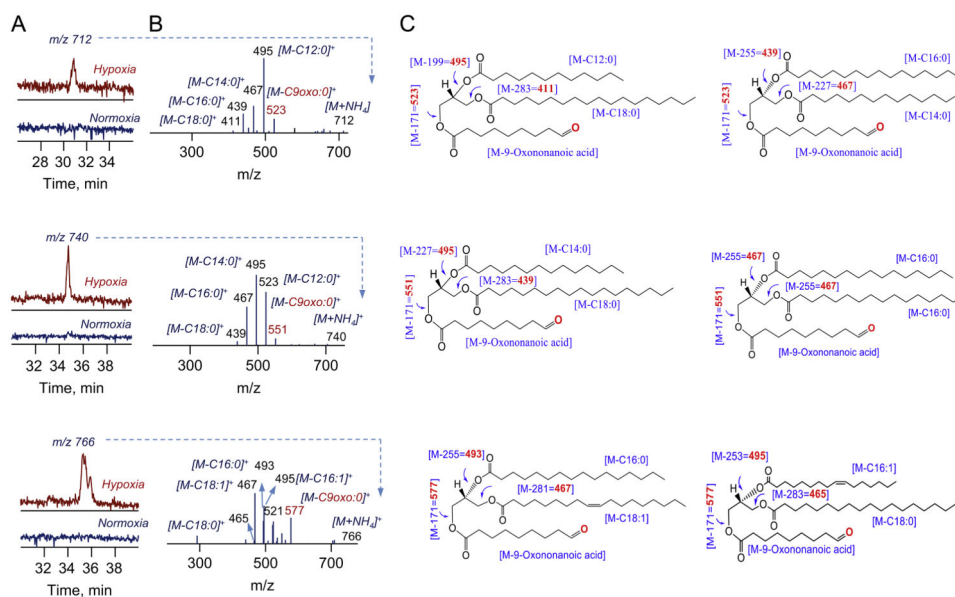 A
B
C
m/z 712
Hypoxia
Normoxia
28 30 32 34
Time, min
495 [M-C12:0]⁺
[M-C14:0]⁺
467 [M-C9oxo:0]⁺
[M-C16:0]⁺
439 523
[M+NH₄]⁺
[M-C18:0]⁺ 411 712
300 500 700
m/z
[M-199=495]
[M-C12:0]
[M-283=411]
[M-C18:0]
[M-171=523]
H O O O O O O O
[M-9-Oxononanoic acid]
[M-255=439]
[M-C16:0]
[M-227=467]
[M-C14:0]
[M-171=523]
H O O O O O O O
[M-9-Oxononanoic acid]
m/z 740
Hypoxia
Normoxia
32 34 36 38
Time, min
[M-C14:0]⁺ 495
523 [M-C12:0]⁺
[M-C16:0]⁺ 467 [M-C9oxo:0]⁺
[M-C18:0]⁺ 439 551 [M+NH₄]⁺
740
300 500 700
m/z
[M-227=495]
[M-C14:0]
[M-283=439]
[M-C18:0]
[M-171=551]
H O O O O O O O
[M-9-Oxononanoic acid]
[M-255=467]
[M-C16:0]
[M-255=467]
[M-C16:0]
[M-171=551]
H O O O O O O O
[M-9-Oxononanoic acid]
m/z 766
Hypoxia
Normoxia
32 34 36 38
Time, min
[M-C16:0]⁺ 493
[M-C18:1]⁺ 467 495 [M-C16:1]⁺
[M-C9oxo:0]⁺
[M-C18:0]⁺ 465 521 577 [M+NH₄]⁺
766
300 500 700
m/z
[M-255=493]
[M-C16:0]
[M-281=467]
[M-C18:1]
[M-171=577]
H O O O O O O O
[M-9-Oxononanoic acid]
[M-253=495]
[M-C16:1]
[M-283=465]
[M-C18:0]
[M-171=577]
H O O O O O O O
[M-9-Oxononanoic acid]